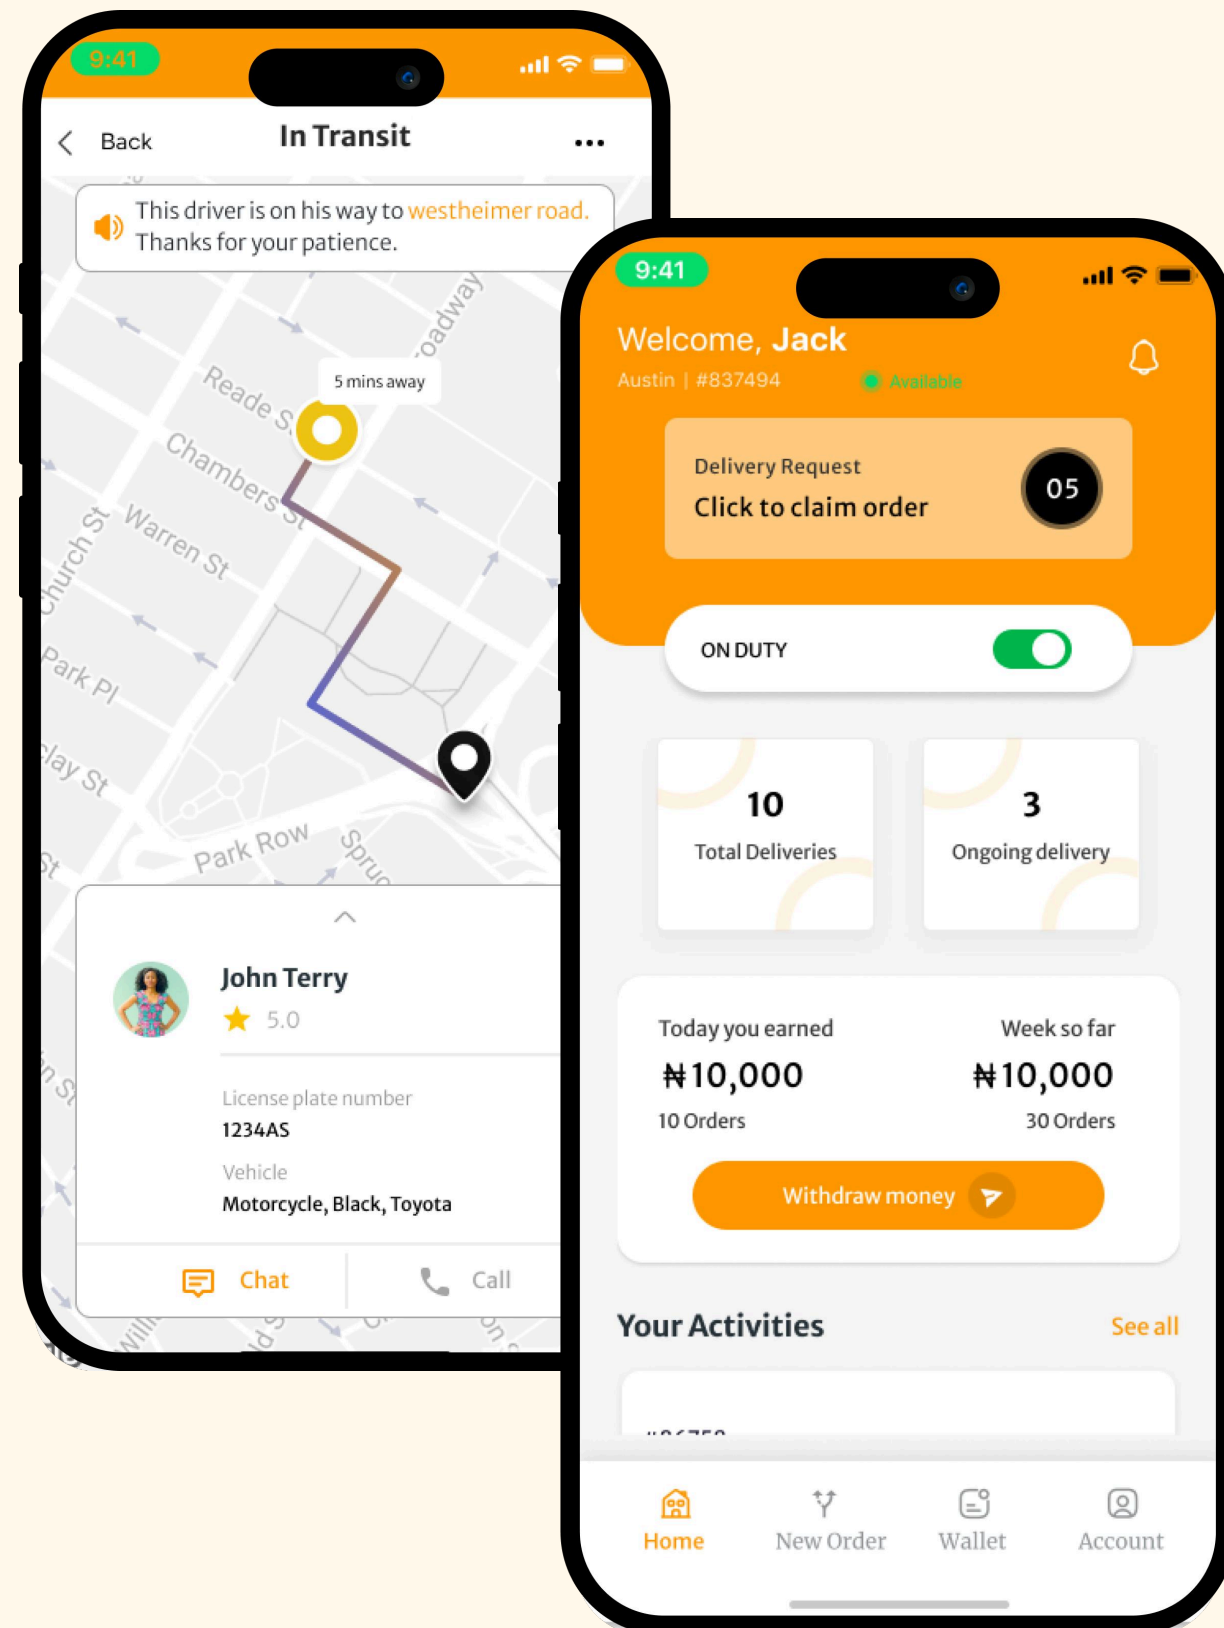 9:41
Back
In Transit
This driver is on his way to westheimer road.
Thanks for your patience.
5 mins away
Reade S
Chambers St
Warren St
Church St
Park Pl
clay St
St
Park Row
Spruc
John Terry
5.0
License plate number
1234AS
Vehicle
Motorcycle, Black, Toyota
Chat
Call
9:41
Welcome, Jack
Austin | #837494
Available
Delivery Request
Click to claim order
05
ON DUTY
10
Total Deliveries
3
Ongoing delivery
Today you earned
₦10,000
10 Orders
Week so far
₦10,000
30 Orders
Withdraw money
Your Activities
See all
Home
New Order
Wallet
Account